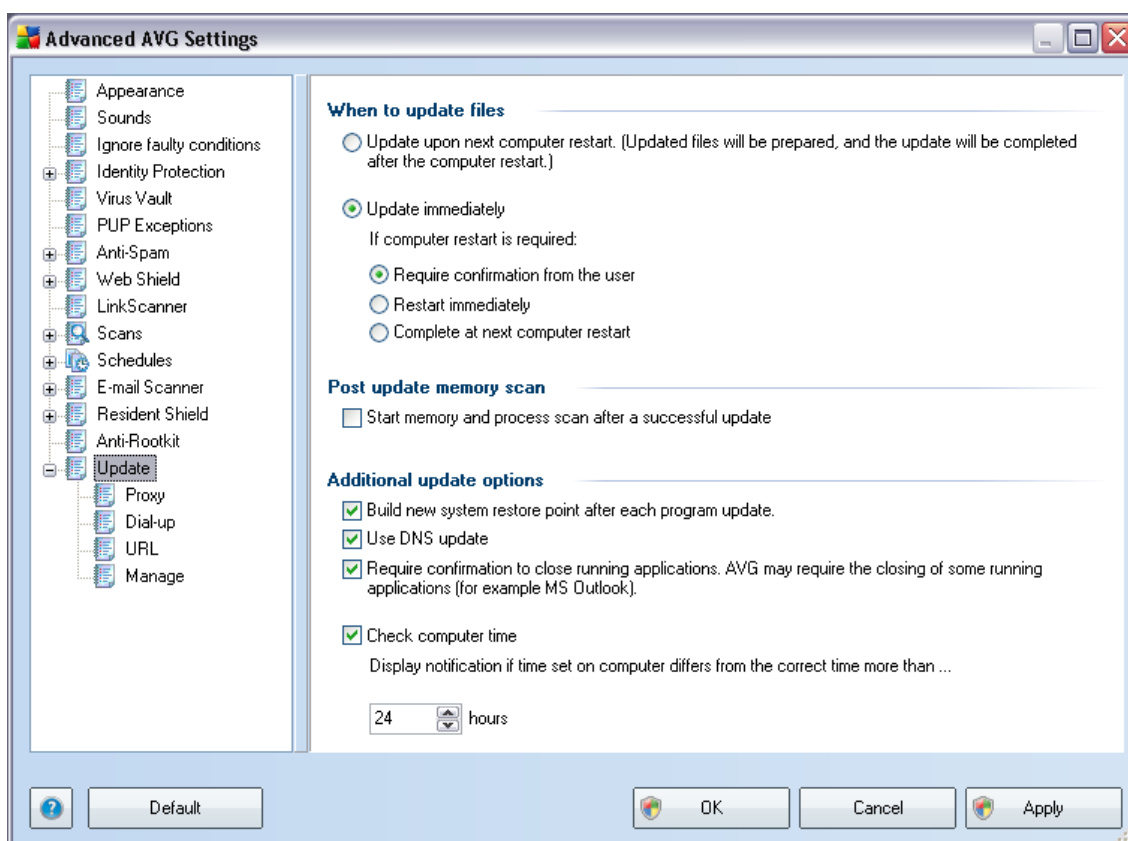 Advanced AVG Settings
Appearance
Sounds
Ignore faulty conditions
Identity Protection
Virus Vault
PUP Exceptions
Anti-Spam
Web Shield
LinkScanner
Scans
Schedules
E-mail Scanner
Resident Shield
Anti-Rootkit
Update
Proxy
Dial-up
URL
Manage
When to update files
Update upon next computer restart. (Updated files will be prepared, and the update will be completed
after the computer restart.)
Update immediately
If computer restart is required:
Require confirmation from the user
Restart immediately
Complete at next computer restart
Post update memory scan
Start memory and process scan after a successful update
Additional update options
Build new system restore point after each program update.
Use DNS update
Require confirmation to close running applications. AVG may require the closing of some running
applications (for example MS Outlook).
Check computer time
Display notification if time set on computer differs from the correct time more than ...
24 hours
? Default OK Cancel Apply